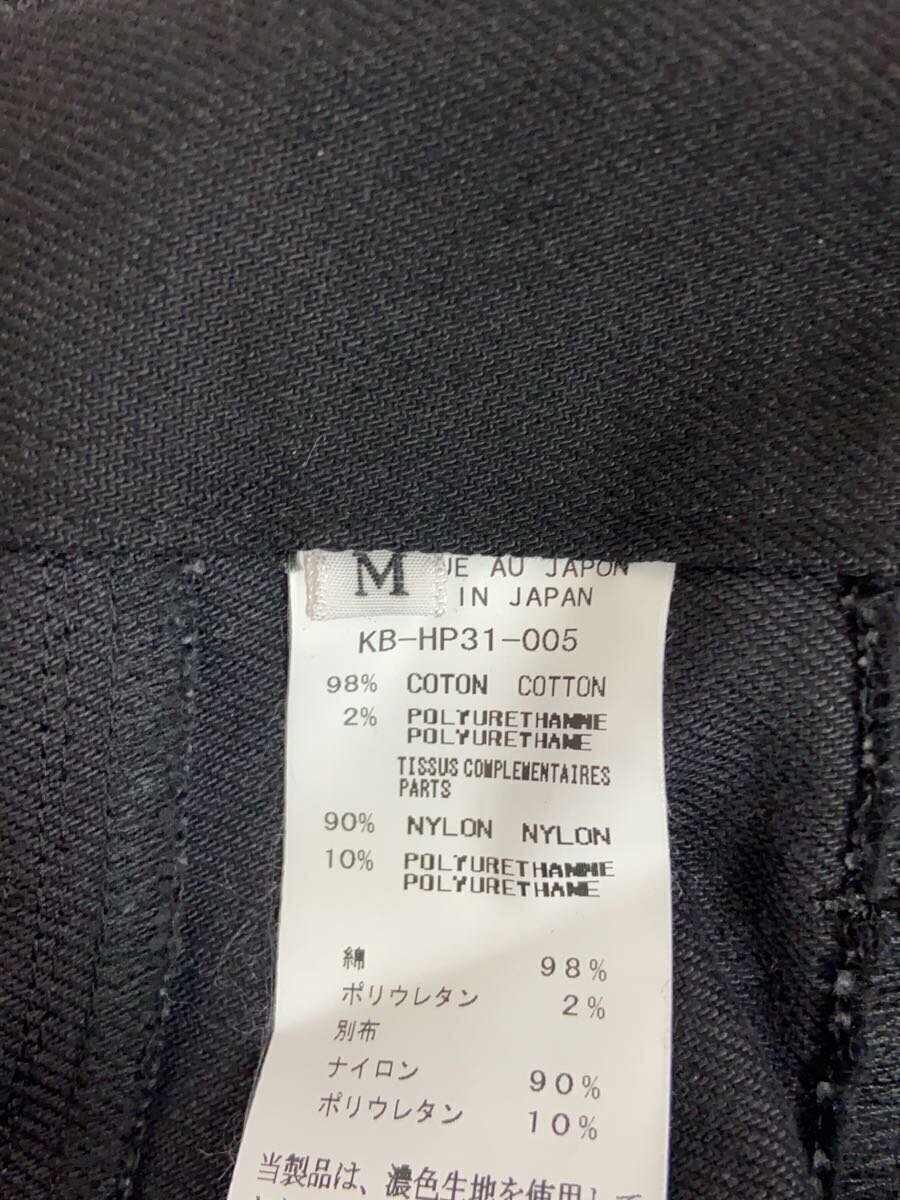 M
AU JAPON
IN JAPAN
KB-HP31-005
98% COTON COTTON
2% POLYURETHANNE
POLYURETHANE
TISSUS COMPLEMENTAIRES
PARTS
90% NYLON NYLON
10% POLYURETHANNE
POLYURETHANE
綿 98%
ポリウレタン 2%
別布
ナイロン 90%
ポリウレタン 10%
当製品は、濃色生地を使用して